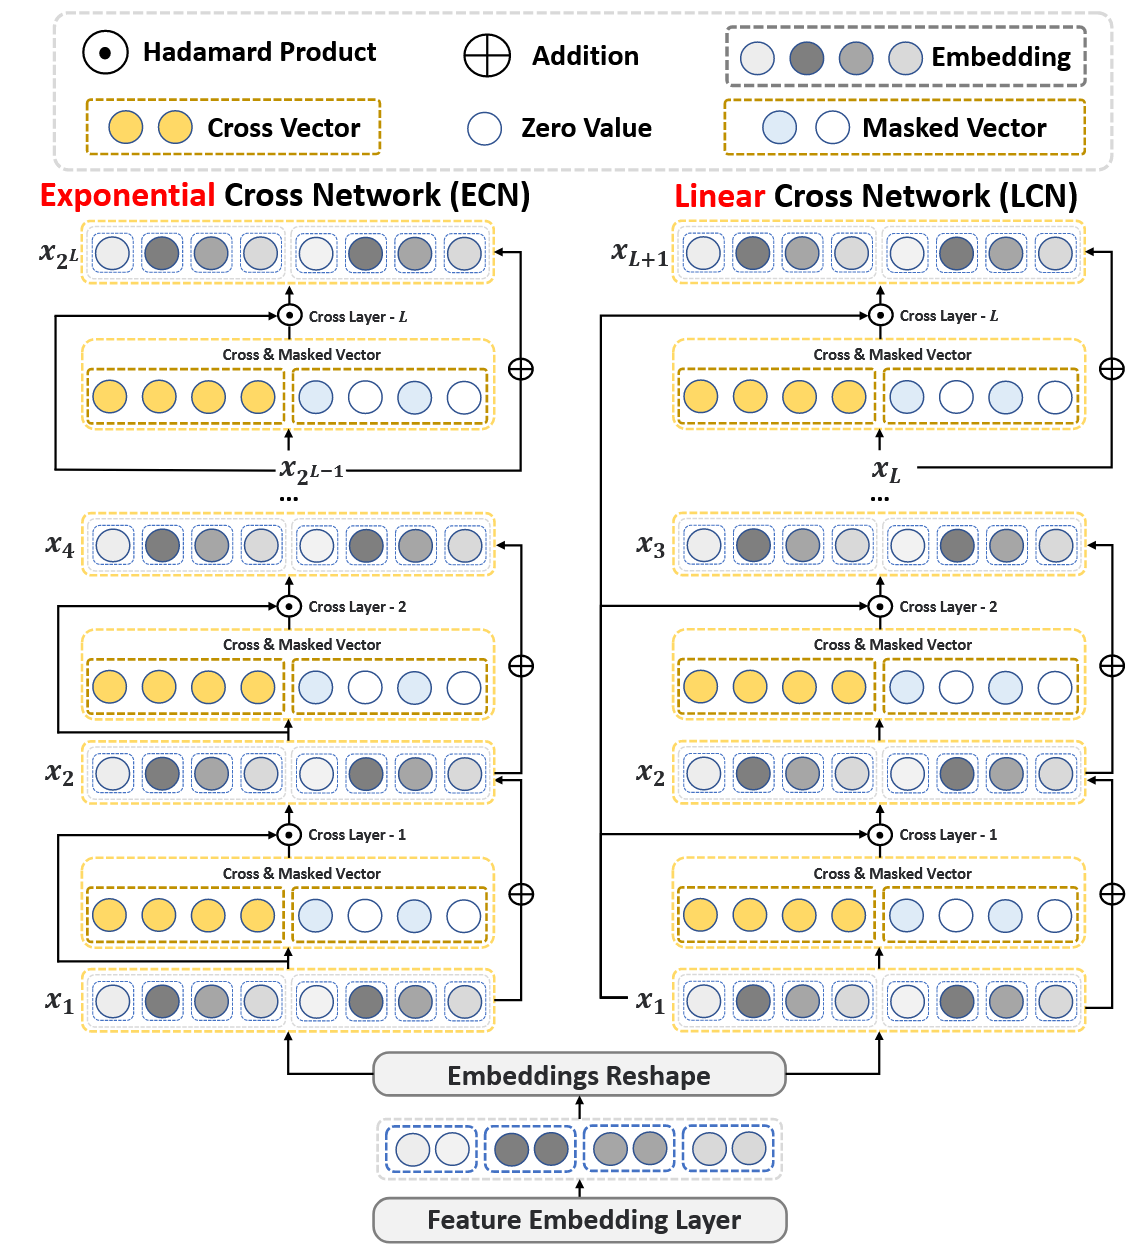 Hadamard Product
Addition
Embedding
Cross Vector
Zero Value
Masked Vector
Exponential Cross Network (ECN)
x_{2^L}
Cross Layer - L
Cross & Masked Vector
x_{2^{L-1}}
...
x_4
Cross Layer - 2
Cross & Masked Vector
x_2
Cross Layer - 1
Cross & Masked Vector
x_1
Linear Cross Network (LCN)
x_{L+1}
Cross Layer - L
Cross & Masked Vector
x_L
...
x_3
Cross Layer - 2
Cross & Masked Vector
x_2
Cross Layer - 1
Cross & Masked Vector
x_1
Embeddings Reshape
Feature Embedding Layer